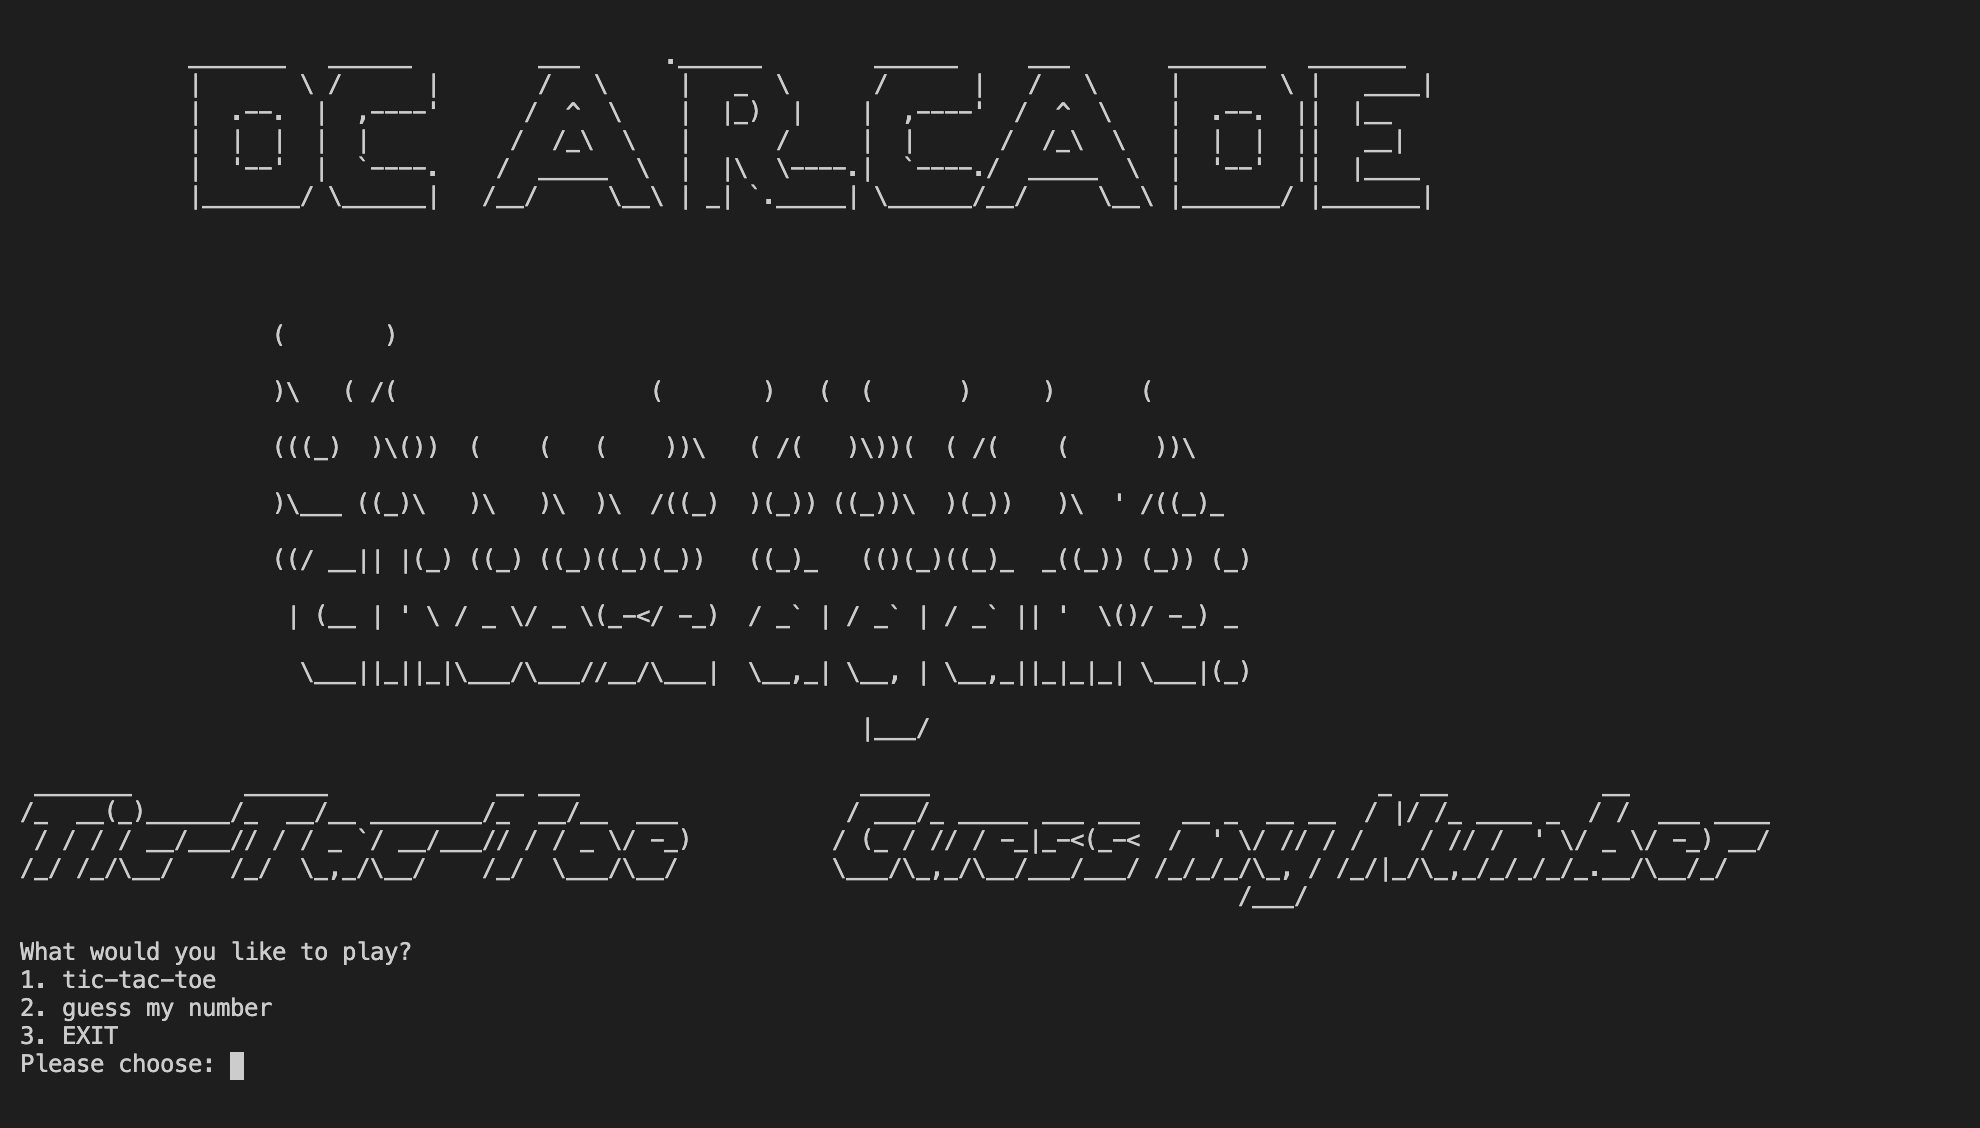 DC ARCADE
Choose a game:
Tic-Tac-Toe Guess my Number
What would you like to play?
1. tic-tac-toe
2. guess my number
3. EXIT
Please choose: